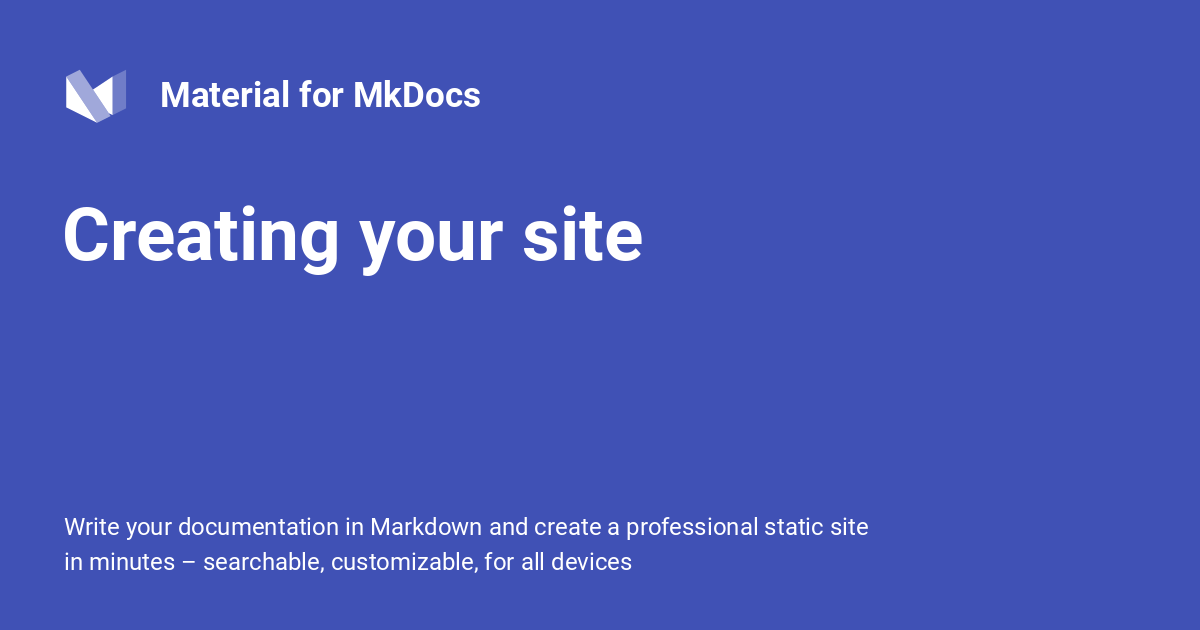 Material for MkDocs
Creating your site
Write your documentation in Markdown and create a professional static site
in minutes – searchable, customizable, for all devices